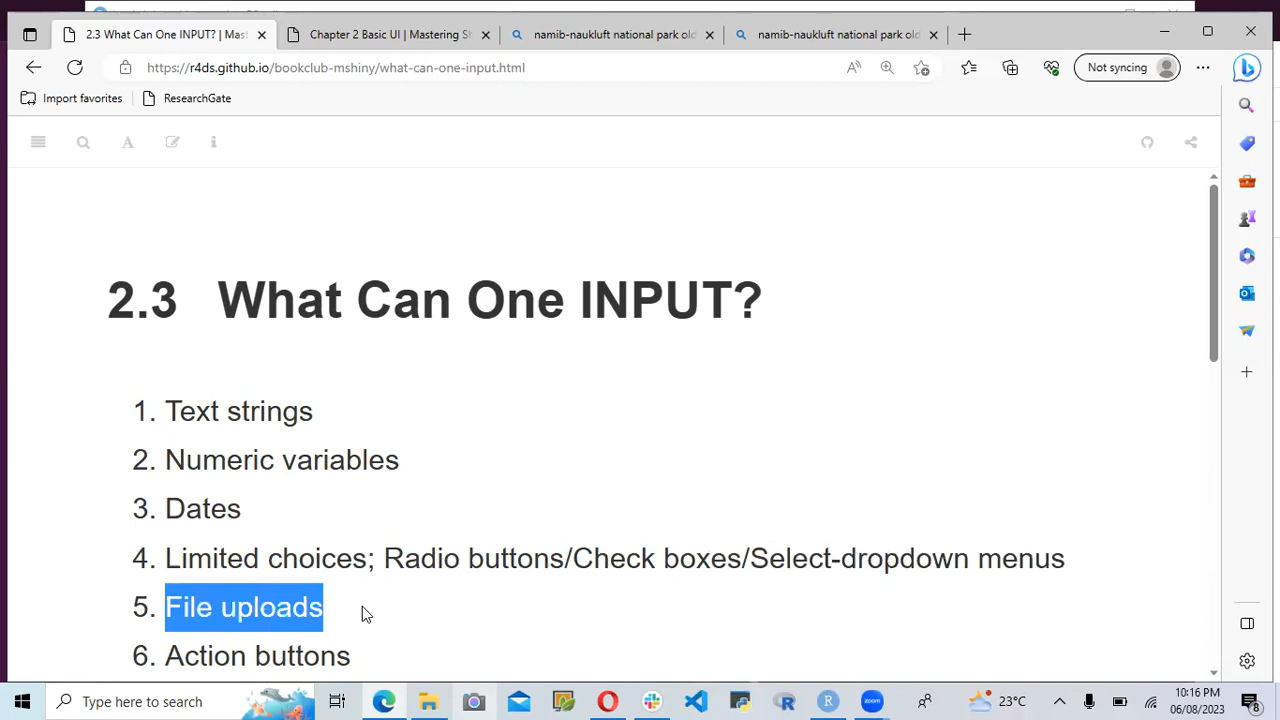 2.3 What Can One INPUT? | Mas
Chapter 2 Basic UI | Mastering S
namib-naukluft national park old
namib-naukluft national park old
https://r4ds.github.io/bookclub-mshiny/what-can-one-input.html
Not syncing
Import favorites
ResearchGate
2.3 What Can One INPUT?
1. Text strings
2. Numeric variables
3. Dates
4. Limited choices; Radio buttons/Check boxes/Select-dropdown menus
5. File uploads
6. Action buttons
Type here to search
zoom
23°C
10:16 PM
06/08/2023
8